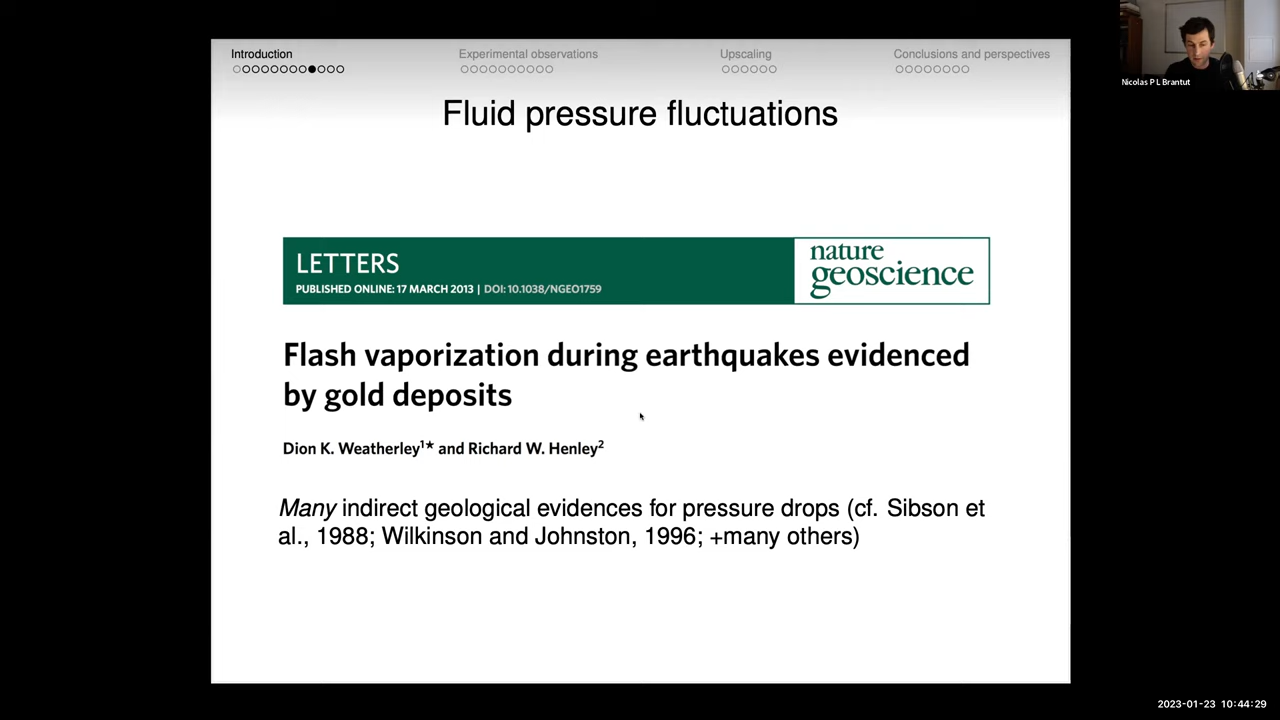 Introduction
Experimental observations
Upscaling
Conclusions and perspectives
Nicolas P L Brantut
Fluid pressure fluctuations
LETTERS
PUBLISHED ONLINE: 17 MARCH 2013 | DOI: 10.1038/NGEO1759
nature
geoscience
Flash vaporization during earthquakes evidenced
by gold deposits
Dion K. Weatherley1★ and Richard W. Henley2
Many indirect geological evidences for pressure drops (cf. Sibson et
al., 1988; Wilkinson and Johnston, 1996; +many others)
2023-01-23 10:44:29